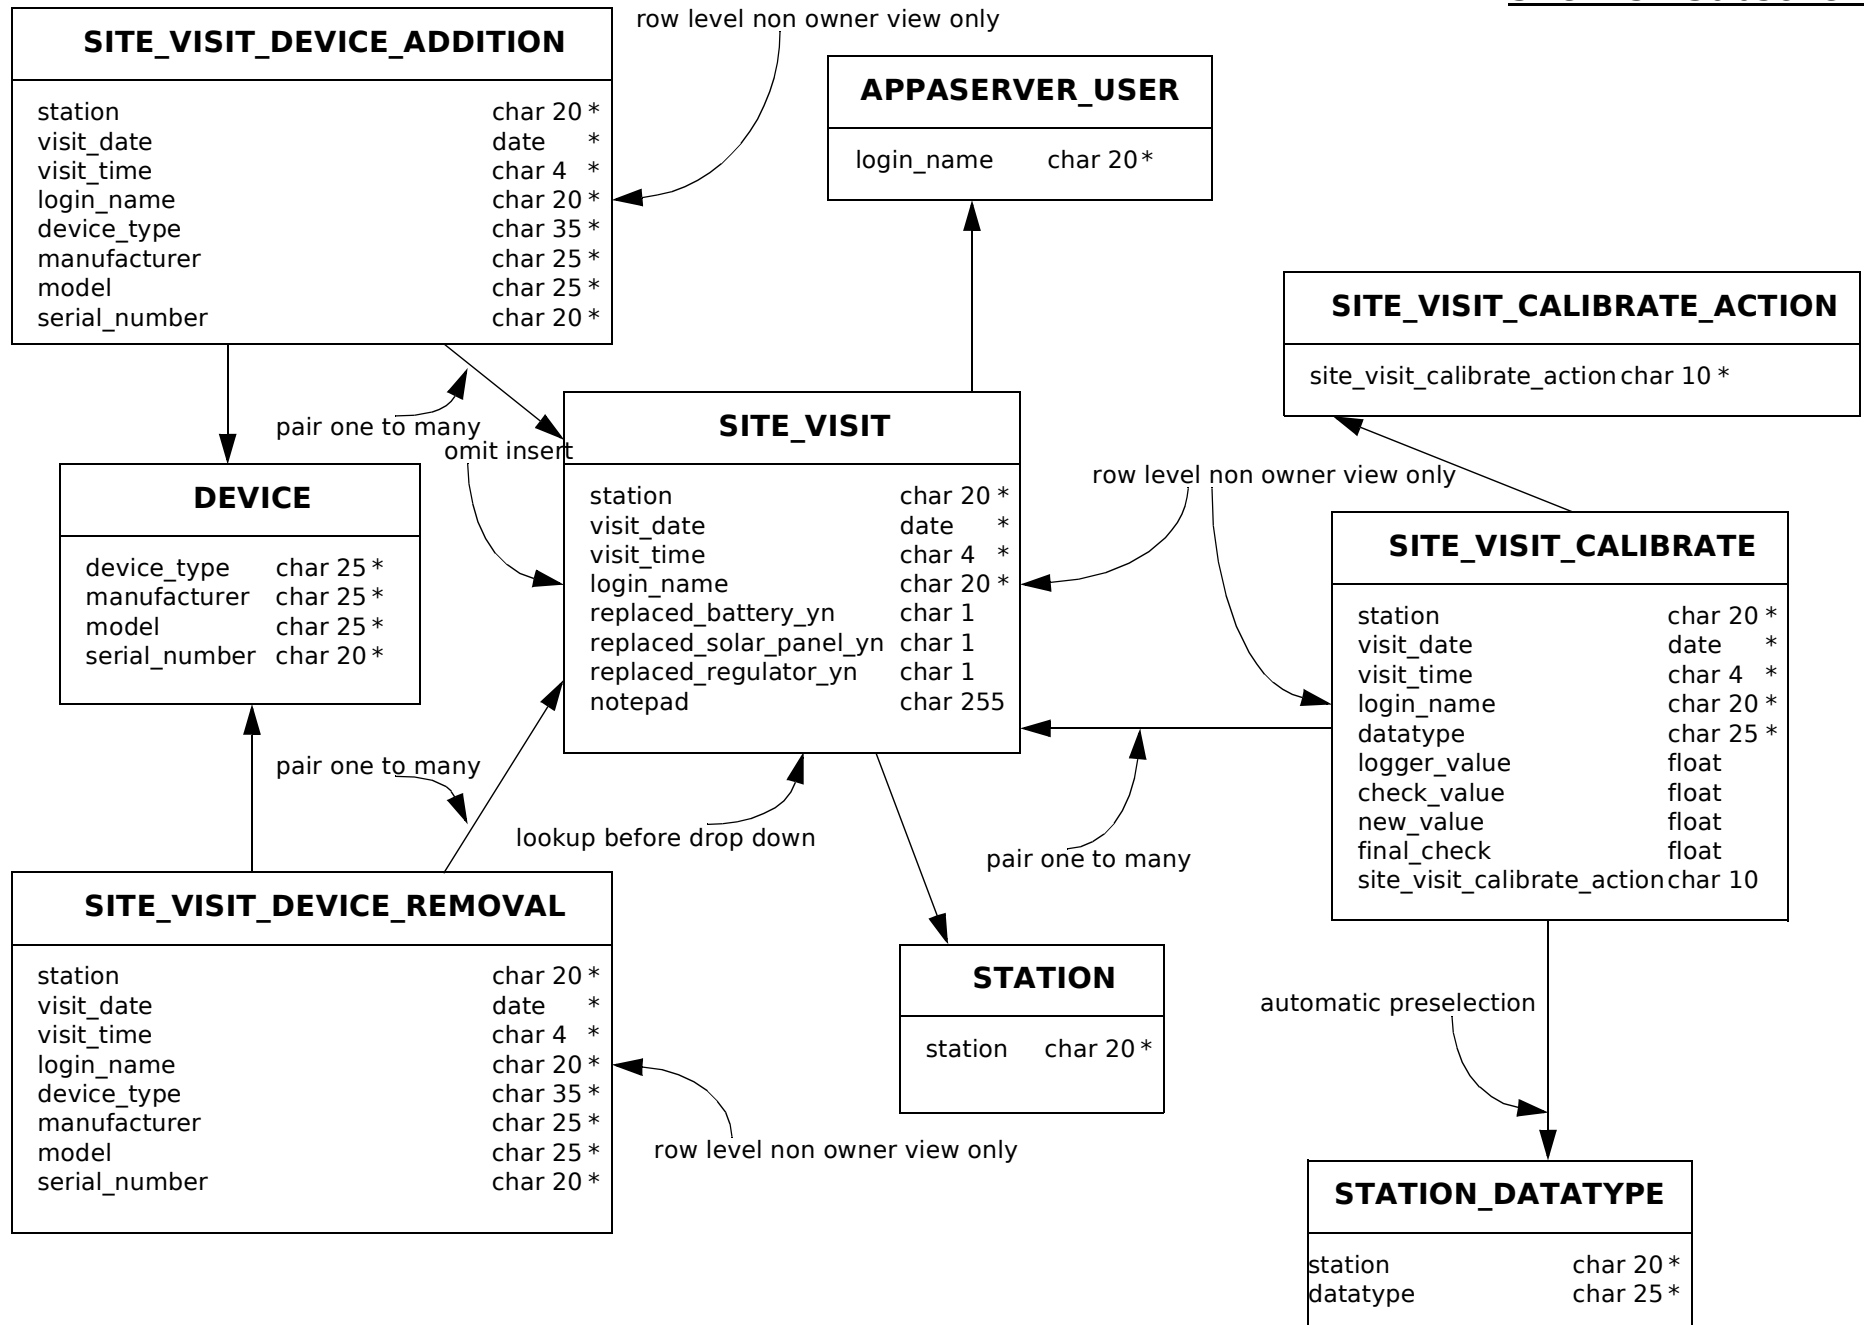 row level non owner view only
SITE_VISIT_DEVICE_ADDITION
station char 20 *
visit_date date *
visit_time char 4 *
login_name char 20 *
device_type char 35 *
manufacturer char 25 *
model char 25 *
serial_number char 20 *
APPASERVER_USER
login_name char 20 *
SITE_VISIT_CALIBRATE_ACTION
site_visit_calibrate_action char 10 *
pair one to many
omit insert
SITE_VISIT
station char 20 *
visit_date date *
visit_time char 4 *
login_name char 20 *
replaced_battery_yn char 1
replaced_solar_panel_yn char 1
replaced_regulator_yn char 1
notepad char 255
row level non owner view only
DEVICE
device_type char 25 *
manufacturer char 25 *
model char 25 *
serial_number char 20 *
SITE_VISIT_CALIBRATE
station char 20 *
visit_date date *
visit_time char 4 *
login_name char 20 *
datatype char 25 *
logger_value float
check_value float
new_value float
final_check float
site_visit_calibrate_action char 10
pair one to many
lookup before drop down
pair one to many
SITE_VISIT_DEVICE_REMOVAL
station char 20 *
visit_date date *
visit_time char 4 *
login_name char 20 *
device_type char 35 *
manufacturer char 25 *
model char 25 *
serial_number char 20 *
row level non owner view only
STATION
station char 20 *
automatic preselection
STATION_DATATYPE
station char 20 *
datatype char 25 *